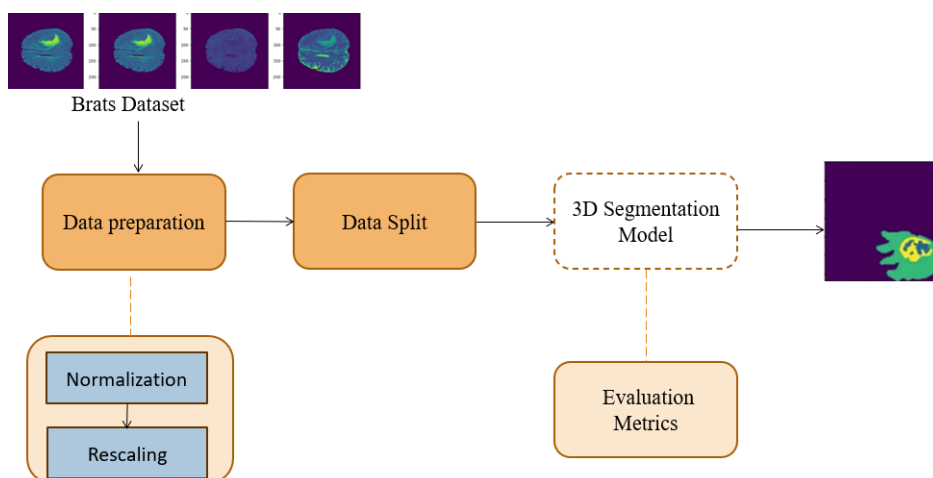 Brats Dataset
Data preparation
Data Split
3D Segmentation
Model
Normalization
Rescaling
Evaluation
Metrics